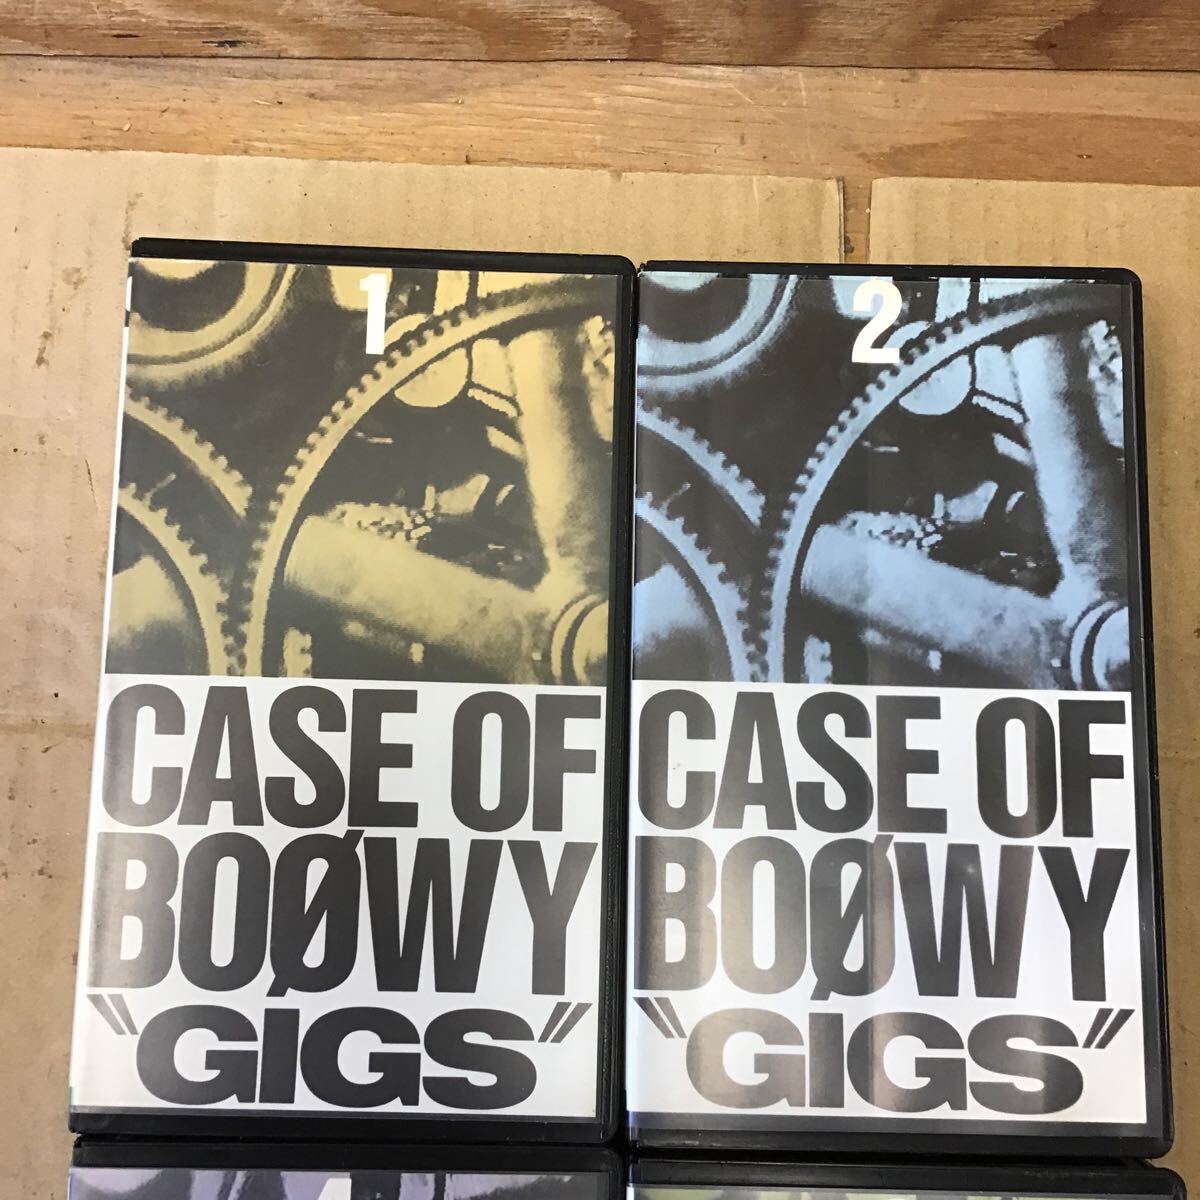 1
CASE OF
BOØWY
"GIGS"
2
CASE OF
BOØWY
"GIGS"